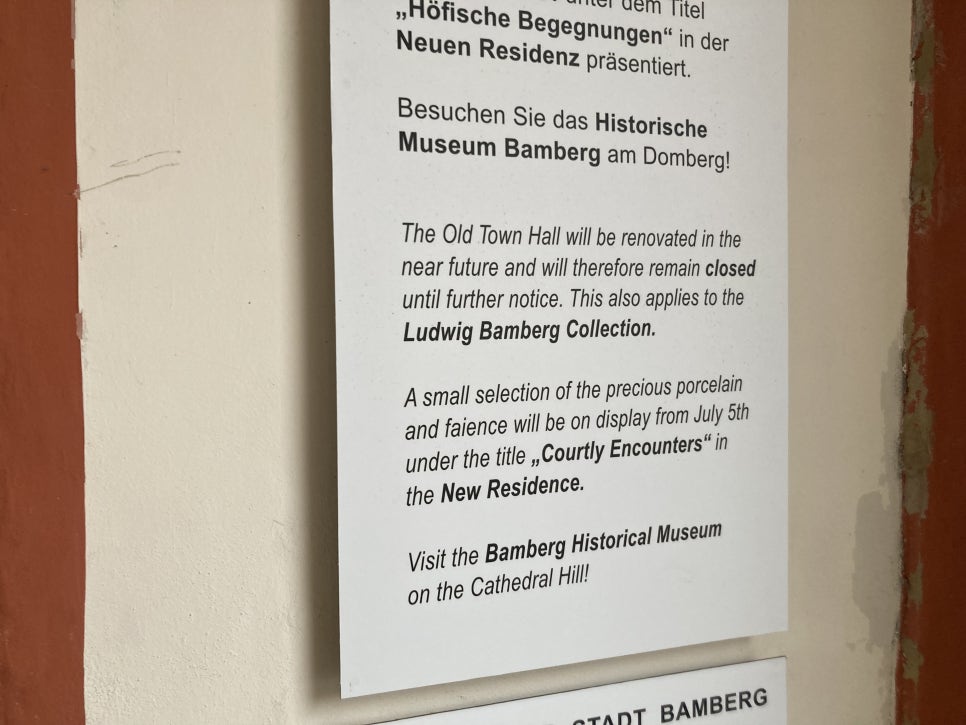 unter dem Titel
„Höfische Begegnungen“ in der
Neuen Residenz präsentiert.
Besuchen Sie das Historische
Museum Bamberg am Domberg!
The Old Town Hall will be renovated in the
near future and will therefore remain closed
until further notice. This also applies to the
Ludwig Bamberg Collection.
A small selection of the precious porcelain
and faience will be on display from July 5th
under the title „Courtly Encounters“ in
the New Residence.
Visit the Bamberg Historical Museum
on the Cathedral Hill!
STADT BAMBERG